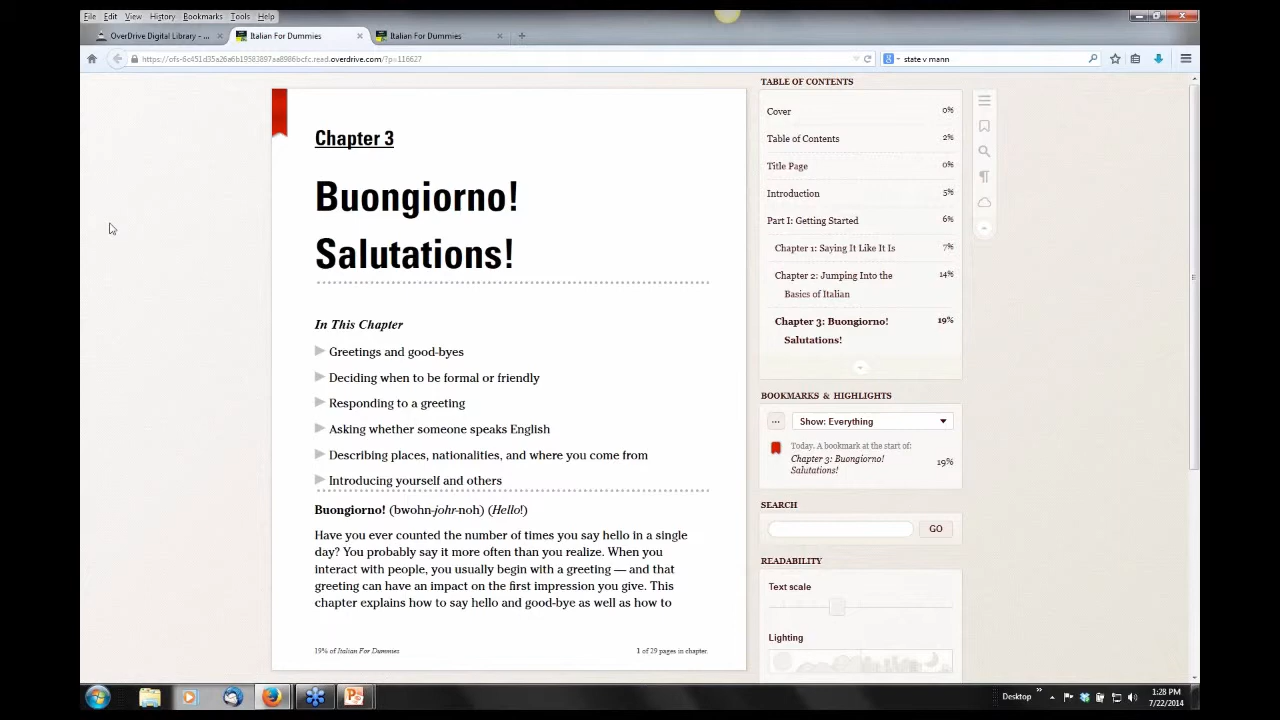 File Edit View History Bookmarks Tools Help
OverDrive Digital Library – ... × Italian For Dummies × Italian For Dummies × +
https://ofs-6c451d35a26a6b19583897aa8986bcfc.read.overdrive.com/?p=116627
state v mann
Chapter 3
Buongiorno!
Salutations!
In This Chapter
Greetings and good-byes
Deciding when to be formal or friendly
Responding to a greeting
Asking whether someone speaks English
Describing places, nationalities, and where you come from
Introducing yourself and others
Buongiorno! (bwohn-johr-noh) (Hello!)
Have you ever counted the number of times you say hello in a single
day? You probably say it more often than you realize. When you
interact with people, you usually begin with a greeting — and that
greeting can have an impact on the first impression you give. This
chapter explains how to say hello and good-bye as well as how to
19% of Italian For Dummies
1 of 29 pages in chapter.
TABLE OF CONTENTS
Cover 0%
Table of Contents 2%
Title Page 0%
Introduction 5%
Part I: Getting Started 6%
Chapter 1: Saying It Like It Is 7%
Chapter 2: Jumping Into the 14%
Basics of Italian
Chapter 3: Buongiorno! 19%
Salutations!
BOOKMARKS & HIGHLIGHTS
... Show: Everything
Today. A bookmark at the start of:
Chapter 3: Buongiorno! 19%
Salutations!
SEARCH
GO
READABILITY
Text scale
Lighting
Desktop
1:28 PM
7/22/2014